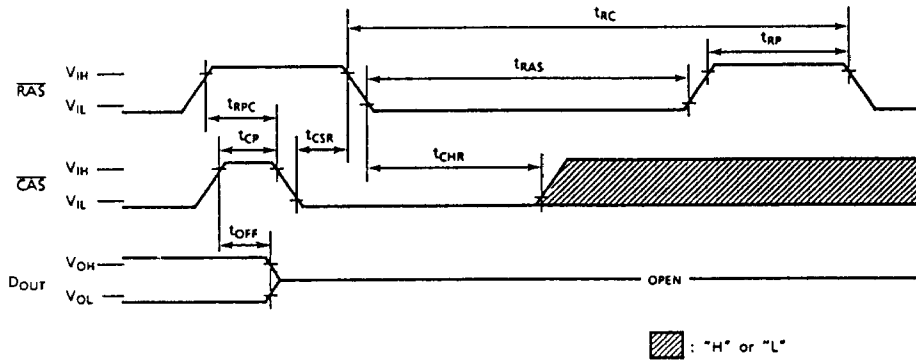 tRC
tRP
tRAS
RAS
VIH
VIL
tRPC
tCP
tCSR
tCHR
CAS
VIH
VIL
tOFF
DOUT
VOH
VOL
OPEN
: "H" or "L"